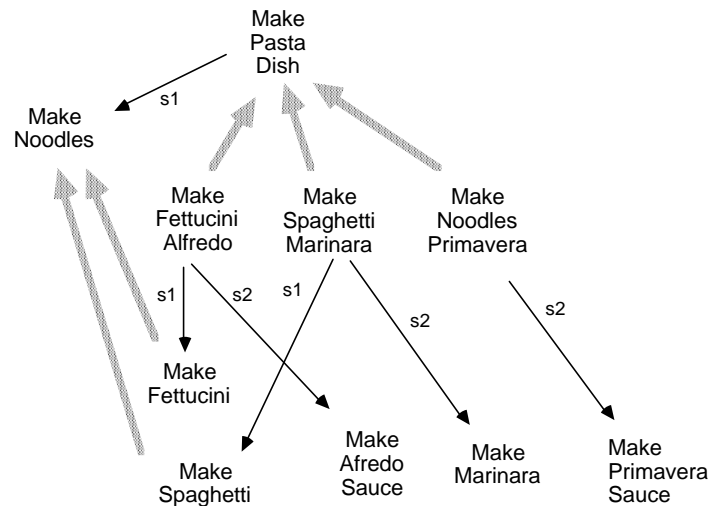 Make
Pasta
Dish
s1
Make
Noodles
Make
Fettucini
Alfredo
Make
Spaghetti
Marinara
Make
Noodles
Primavera
s1
s2
s1
s2
s2
Make
Fettucini
Make
Spaghetti
Make
Afredo
Sauce
Make
Marinara
Make
Primavera
Sauce